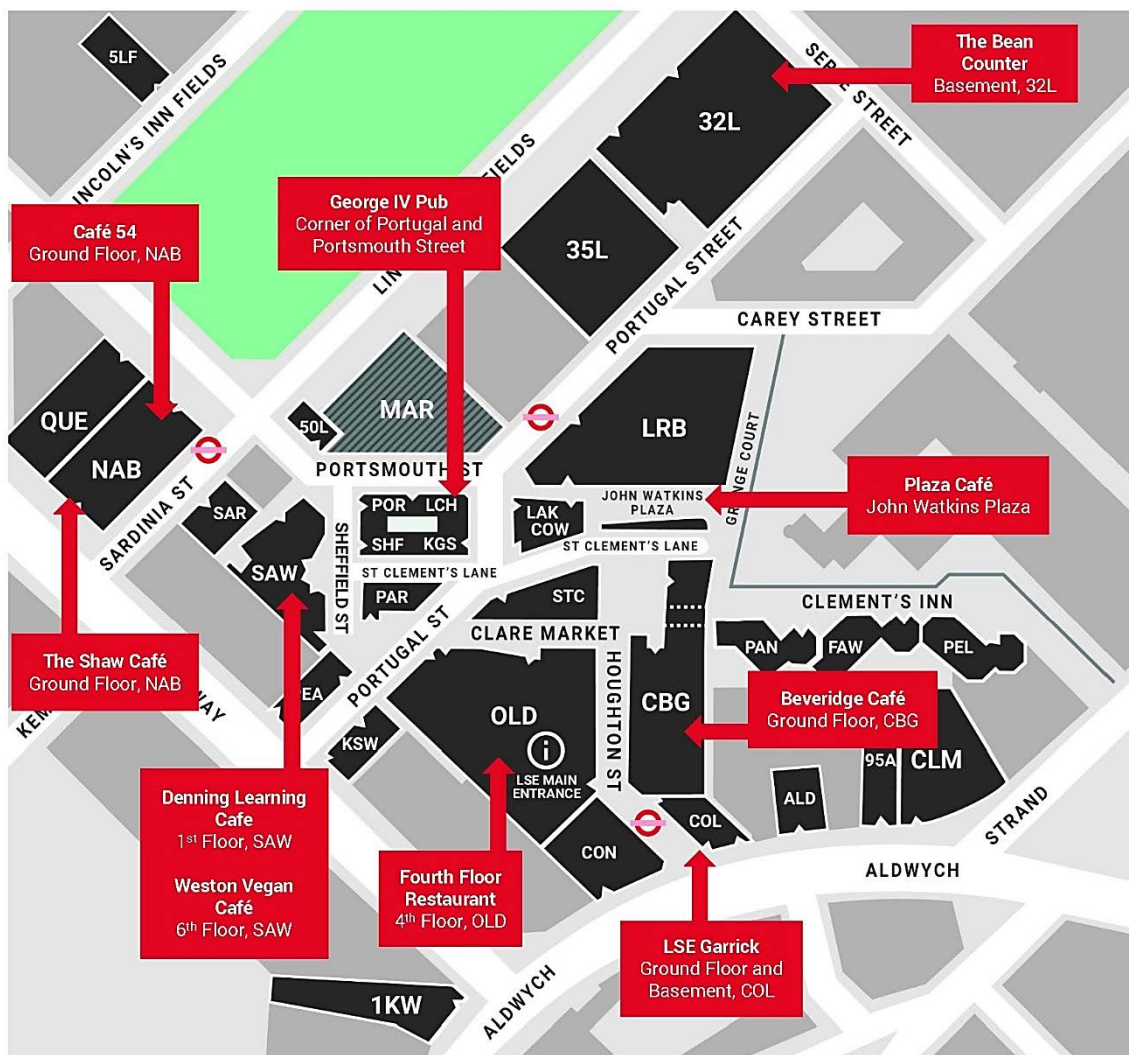 5LF
LINCOLN'S INN FIELDS
SERLE STREET
The Bean
Counter
Basement, 32L
32L
FIELDS
George IV Pub
Corner of Portugal and
Portsmouth Street
Café 54
Ground Floor, NAB
35L
PORTUGAL STREET
CAREY STREET
QUE
NAB
50L
MAR
LRB
GRANGE COURT
PORTSMOUTH ST
SARDINIA ST
SAR
SAW
SHEFFIELD ST
POR
LCH
SHF
KGS
LAK
COW
JOHN WATKINS
PLAZA
Plaza Café
John Watkins Plaza
ST CLEMENT'S LANE
ST CLEMENT'S LANE
PAR
STC
CLARE MARKET
CLEMENT'S INN
PORTUGAL ST
The Shaw Café
Ground Floor, NAB
KEM
WAY
PEA
KSW
OLD
LSE MAIN
ENTRANCE
HOUGHTON ST
CBG
PAN
FAW
PEL
Beveridge Café
Ground Floor, CBG
95A
CLM
ALD
COL
CON
STRAND
ALDWYCH
Denning Learning
Cafe
1st Floor, SAW
Weston Vegan
Café
6th Floor, SAW
Fourth Floor
Restaurant
4th Floor, OLD
LSE Garrick
Ground Floor and
Basement, COL
1KW
ALDWYCH